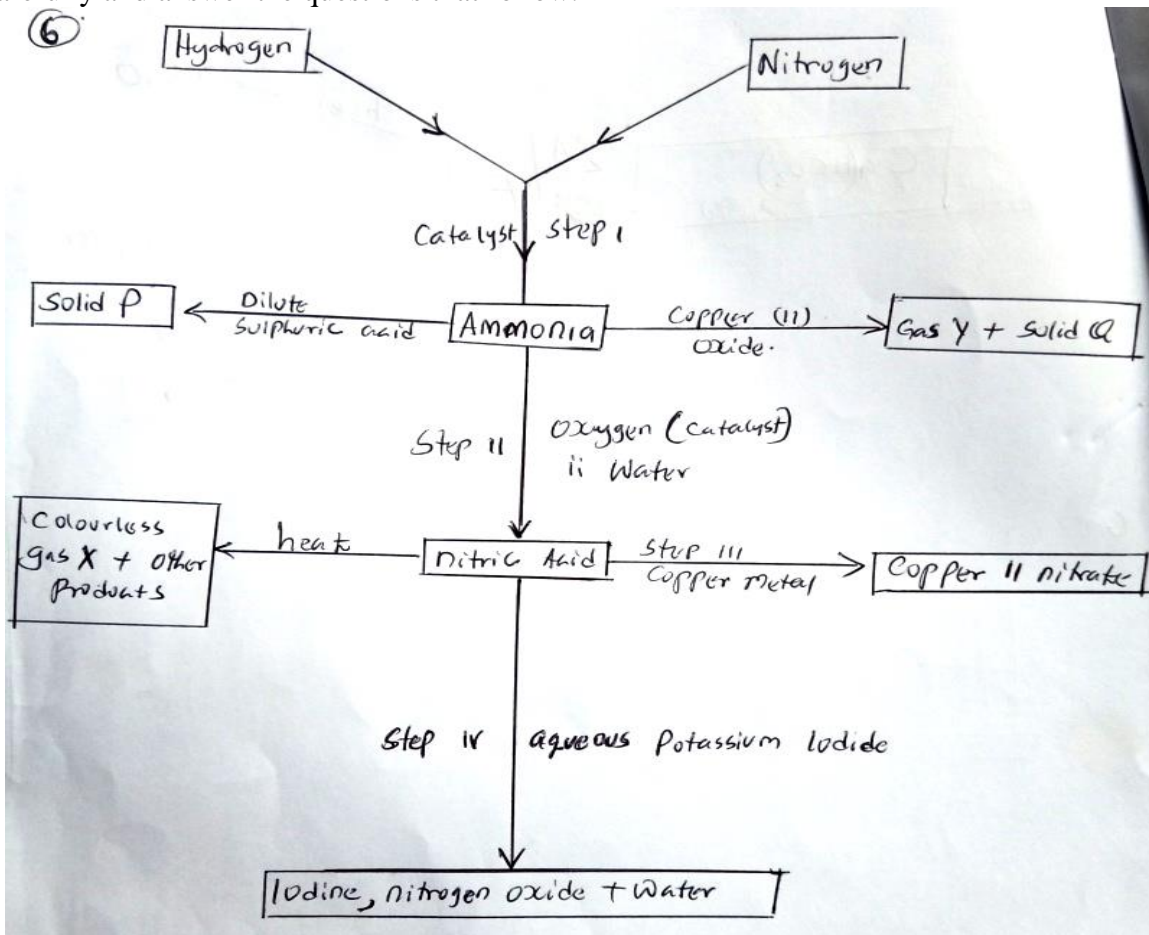 6
Hydrogen
Nitrogen
Catalyst
Step I
Solid P
Dilute
Sulphuric acid
Ammonia
Copper (II)
oxide.
Gas Y + Solid Q
Step II
Oxygen (catalyst)
ii Water
Colourless
gas X + other
Products
heat
nitric Acid
Step III
Copper metal
Copper II nitrate
Step IV
aqueous Potassium Iodide
Iodine, nitrogen oxide + Water